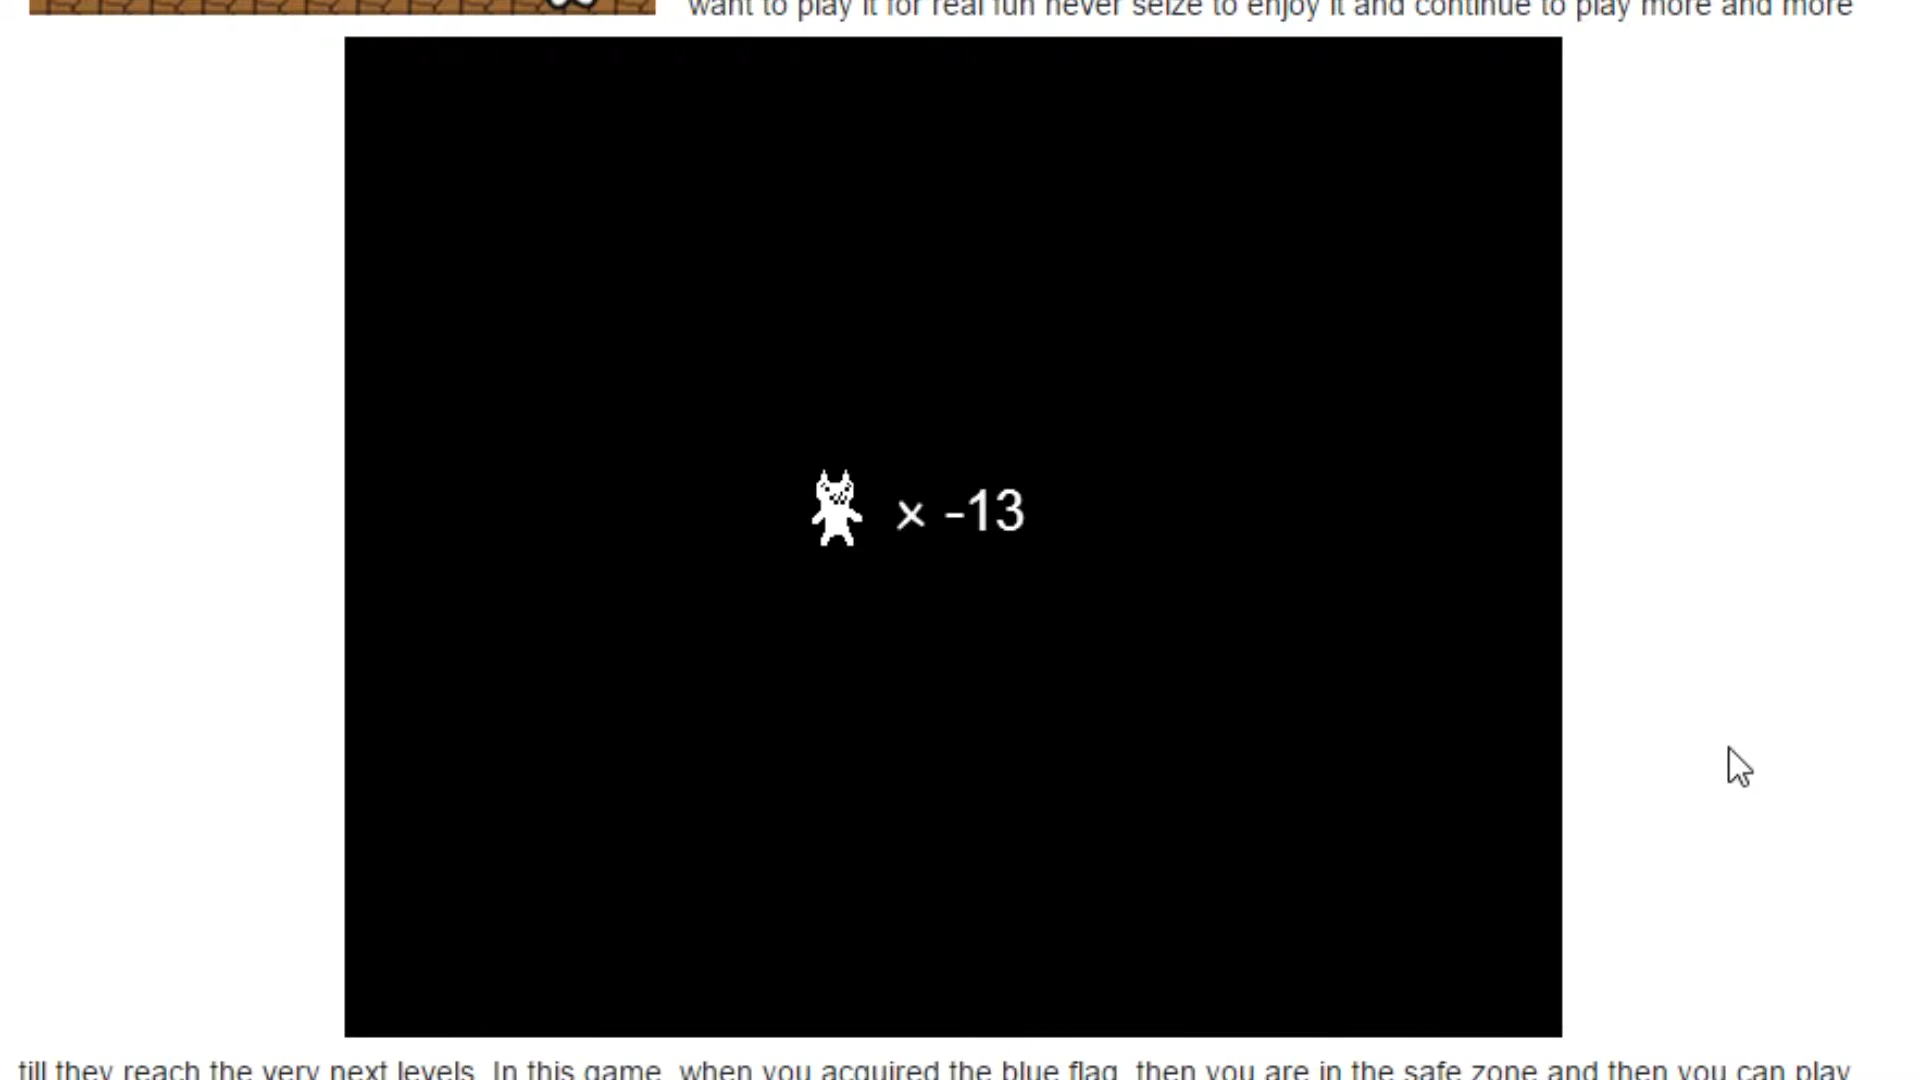 want to play it for real fun never seize to enjoy it and continue to play more and more
x -13
till they reach the very next levels. In this game, when you acquired the blue flag, then you are in the safe zone and then you can play